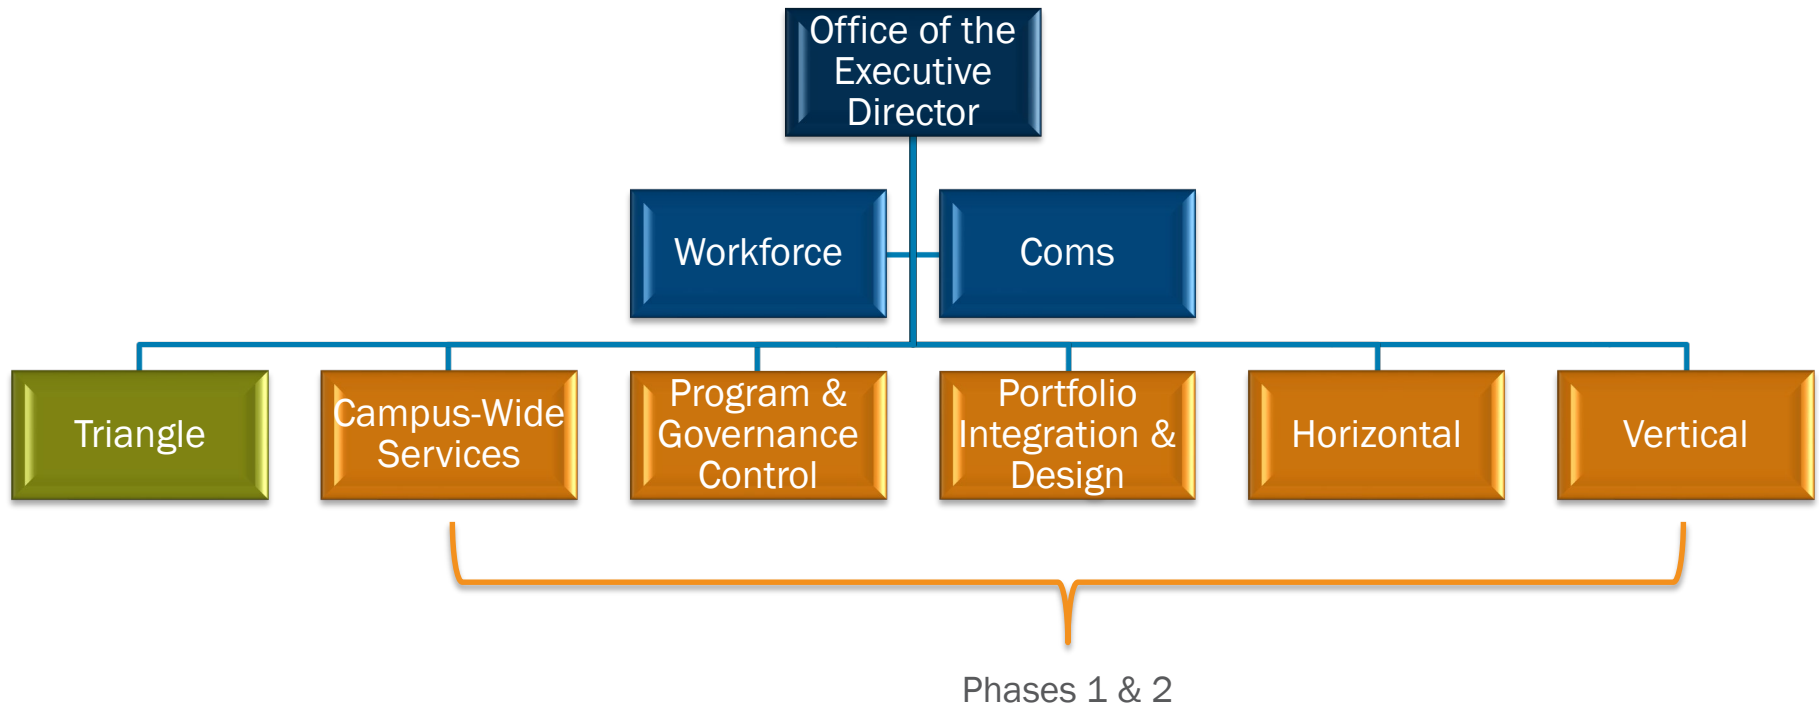 Office of the
Executive
Director
Workforce
Coms
Triangle
Campus-Wide
Services
Program &
Governance
Control
Portfolio
Integration &
Design
Horizontal
Vertical
Phases 1 & 2